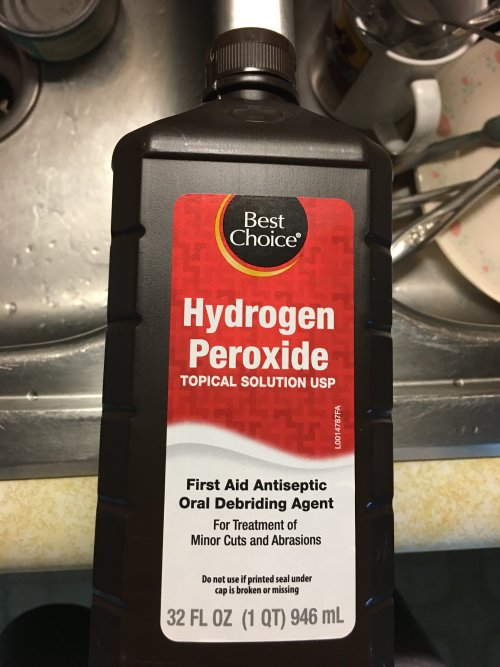 Best
Choice®
Hydrogen
Peroxide
TOPICAL SOLUTION USP
L0014787FA
First Aid Antiseptic
Oral Debriding Agent
For Treatment of
Minor Cuts and Abrasions
Do not use if printed seal under
cap is broken or missing
32 FL OZ (1 QT) 946 mL